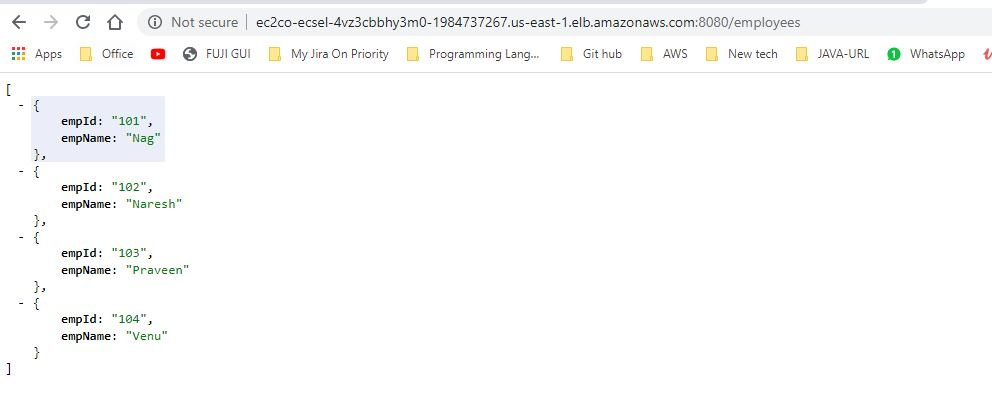 Not secure | ec2co-ecsel-4vz3cbbhy3m0-1984737267.us-east-1.elb.amazonaws.com:8080/employees
Apps Office FUJI GUI My Jira On Priority Programming Lang... Git hub AWS New tech JAVA-URL 1 WhatsApp
[
- {
empId: "101",
empName: "Nag"
},
- {
empId: "102",
empName: "Naresh"
},
- {
empId: "103",
empName: "Praveen"
},
- {
empId: "104",
empName: "Venu"
}
]